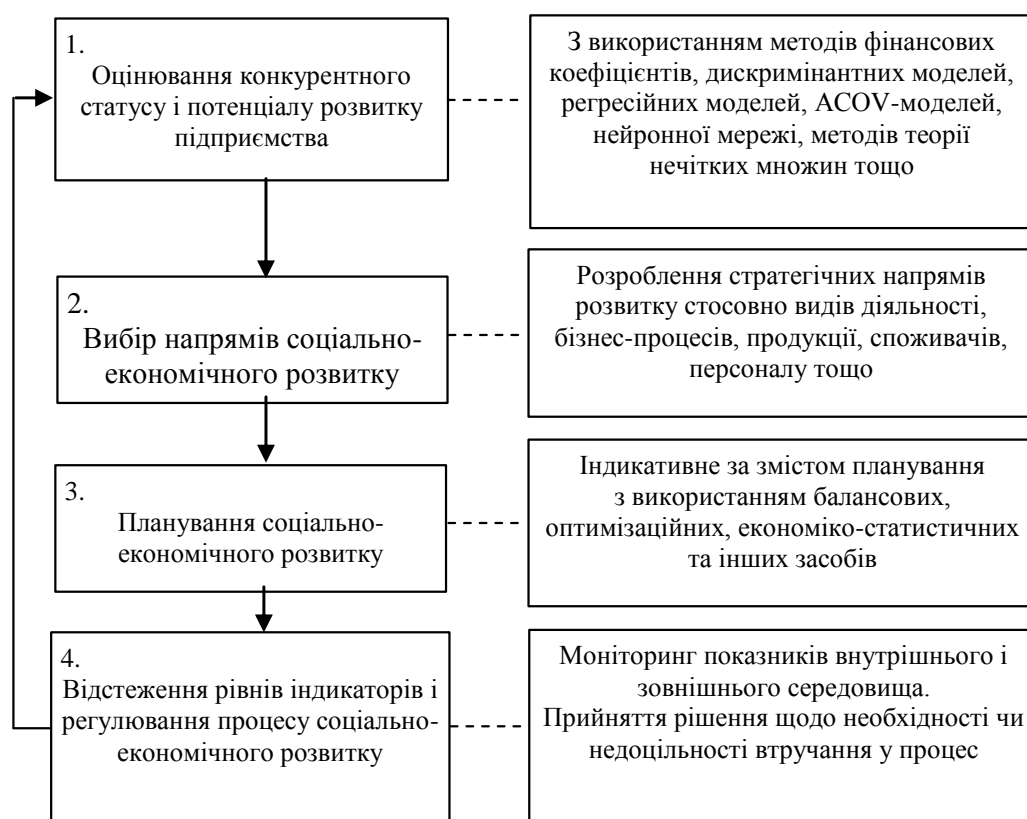 1.
Оцінювання конкурентного
статусу і потенціалу розвитку
підприємства
З використанням методів фінансових
коефіцієнтів, дискримінантних моделей,
регресійних моделей, ACOV-моделей,
нейронної мережі, методів теорії
нечітких множин тощо
2.
Вибір напрямів соціально-
економічного розвитку
Розроблення стратегічних напрямів
розвитку стосовно видів діяльності,
бізнес-процесів, продукції, споживачів,
персоналу тощо
3.
Планування соціально-
економічного розвитку
Індикативне за змістом планування
з використанням балансових,
оптимізаційних, економіко-статистичних
та інших засобів
4.
Відстеження рівнів індикаторів і
регулювання процесу соціально-
економічного розвитку
Моніторинг показників внутрішнього і
зовнішнього середовища.
Прийняття рішення щодо необхідності чи
недоцільності втручання у процес